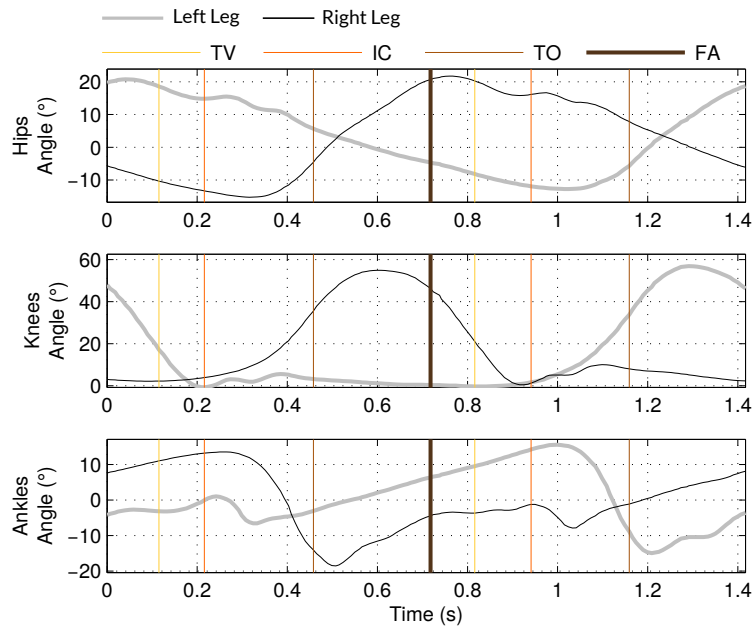 Left Leg Right Leg
TV IC TO FA
20
10
0
−10
Hips
Angle (°)
0 0.2 0.4 0.6 0.8 1 1.2 1.4
60
40
20
0
Knees
Angle (°)
0 0.2 0.4 0.6 0.8 1 1.2 1.4
10
0
−10
−20
Ankles
Angle (°)
0 0.2 0.4 0.6 0.8 1 1.2 1.4
Time (s)